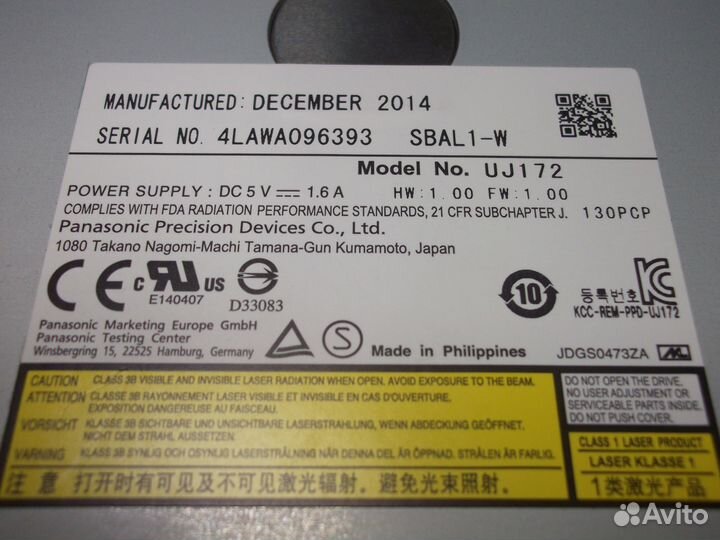 MANUFACTURED: DECEMBER 2014
SERIAL NO. 4LAWA096393 SBAL1-W
Model No. UJ172
POWER SUPPLY : DC 5 V ⎓ 1.6 A HW:1.00 FW:1.00
COMPLIES WITH FDA RADIATION PERFORMANCE STANDARDS, 21 CFR SUBCHAPTER J. 130PCP
Panasonic Precision Devices Co., Ltd.
1080 Takano Nagomi-Machi Tamana-Gun Kumamoto, Japan
CE c RU US
E140407
S
D33083
10
등록번호
KCC-REM-PPD-UJ172
Panasonic Marketing Europe GmbH
Panasonic Testing Center
Winsbergring 15, 22525 Hamburg, Germany
S
Made in Philippines
JDGS0473ZA
CAUTION CLASS 3B VISIBLE AND INVISIBLE LASER RADIATION WHEN OPEN. AVOID EXPOSURE TO THE BEAM.
ATTENTION CLASSE 3B RAYONNEMENT LASER VISIBLE ET INVISIBLE EN CAS D'OUVERTURE.
EXPOSITION DANGEREUSE AU FAISCEAU.
VORSICHT KLASSE 3B SICHTBARE UND UNSICHTBARE LASERSTRAHLUNG, WENN ABDECKUNG GEÖFFNET.
NICHT DEM STRAHL AUSSETZEN.
VARNING KLASS 3B SYNLIG OCH OSYNLIG LASERSTRÅLNING NÄR DENNA DEL ÄR ÖPPNAD. STRÅLEN ÄR FARLIG.
注意 打开时有可见及不可见激光辐射。避免光束照射。
DO NOT OPEN THE DRIVE.
NO USER ADJUSTMENT OR
SERVICEABLE PARTS INSIDE.
DO NOT PUT LABEL.
CLASS 1 LASER PRODUCT
LASER KLASSE 1
1类激光产品
Avito